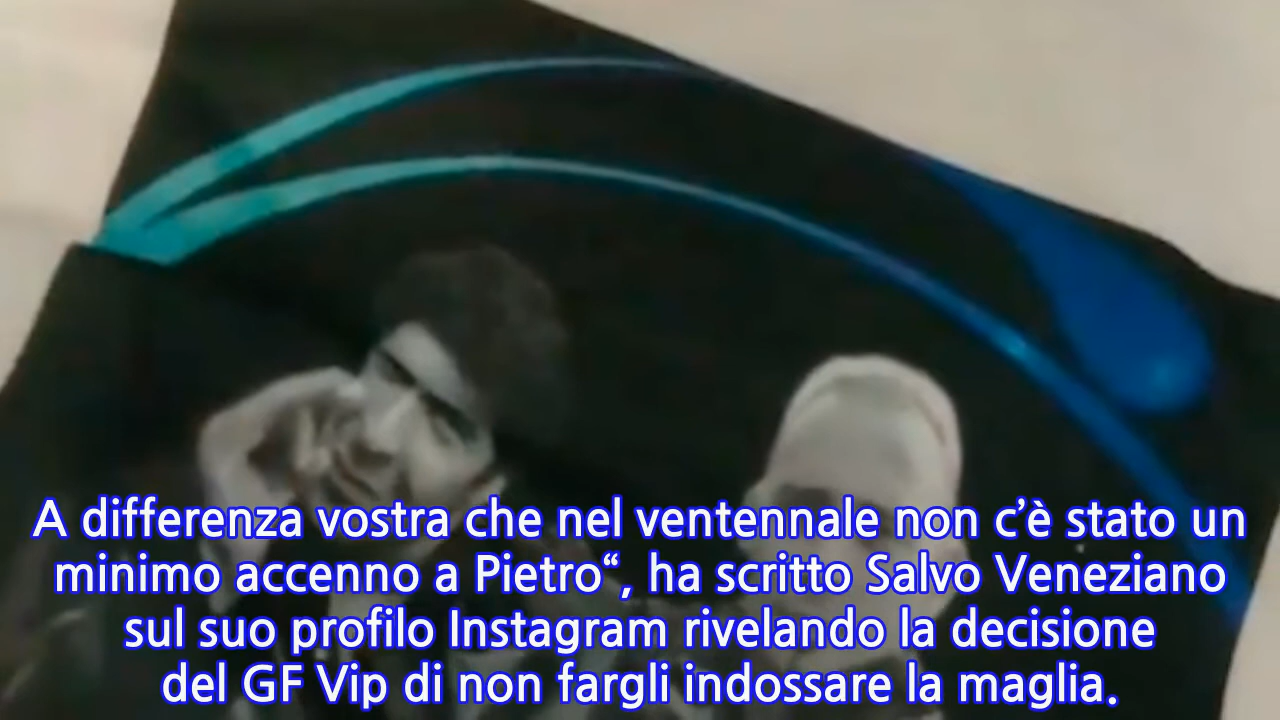 A differenza vostra che nel ventennale non c’è stato un
minimo accenno a Pietro“, ha scritto Salvo Veneziano
sul suo profilo Instagram rivelando la decisione
del GF Vip di non fargli indossare la maglia.